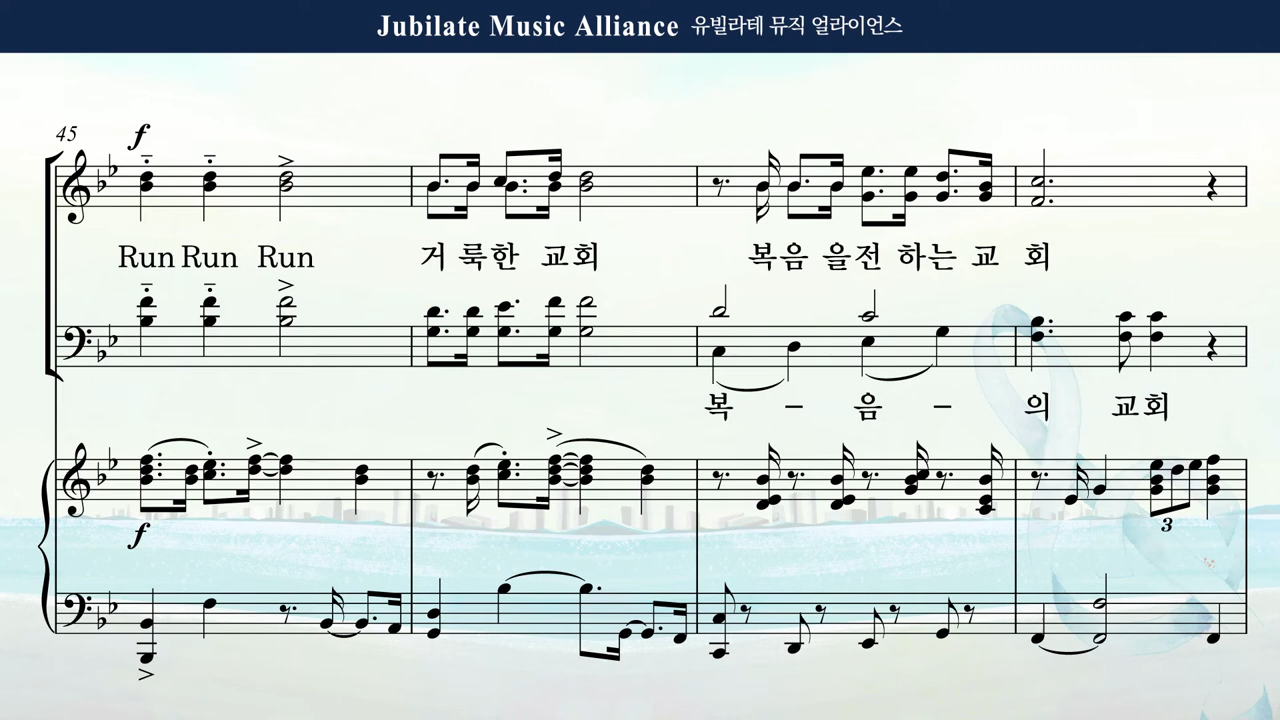 Jubilate Music Alliance 유빌라테 뮤직 얼라이언스
45
f
Run Run Run 거 룩한 교회 복음 을전 하는 교 회
복 – 음 – 의 교회
f
3